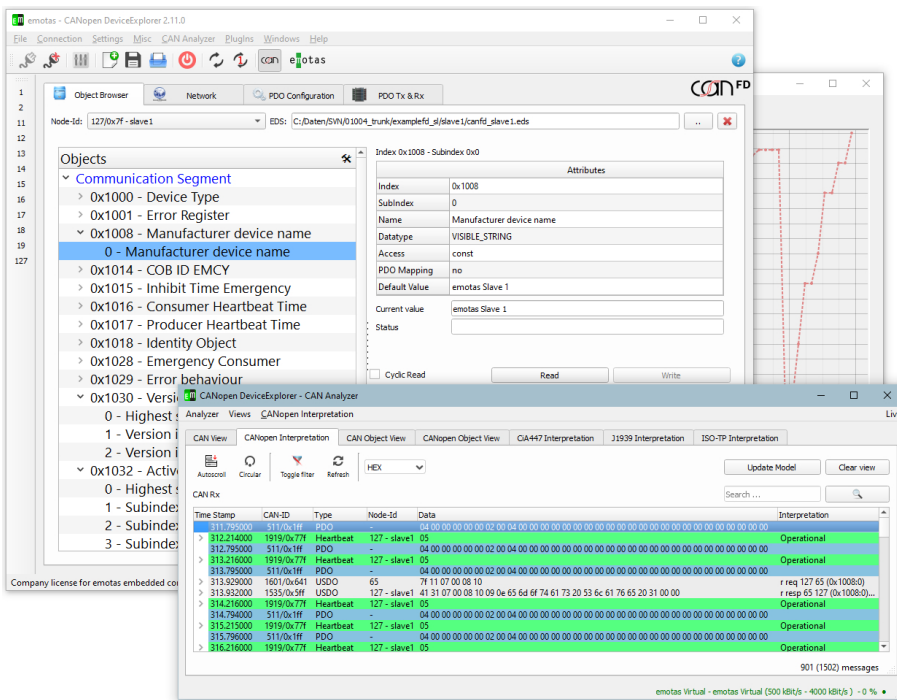 emotas - CANopen DeviceExplorer 2.11.0
File Connection Settings Misc CAN Analyzer PlugIns Windows Help
can emotas
CAN FD
1
2
11
12
13
14
15
16
17
18
19
127
Object Browser Network PDO Configuration PDO Tx & Rx
Node-Id: 127/0x7f - slave1 EDS: C:/Daten/SVN/01004_trunk/examplefd_sl/slave1/canfd_slave1.eds ..
Objects
Communication Segment
0x1000 - Device Type
0x1001 - Error Register
0x1008 - Manufacturer device name
0 - Manufacturer device name
0x1014 - COB ID EMCY
0x1015 - Inhibit Time Emergency
0x1016 - Consumer Heartbeat Time
0x1017 - Producer Heartbeat Time
0x1018 - Identity Object
0x1028 - Emergency Consumer
0x1029 - Error behaviour
0x1030 - Versi
0 - Highest s
1 - Version i
2 - Version i
0x1032 - Activ
0 - Highest s
1 - Subindex
2 - Subindex
3 - Subindex
Index 0x1008 - Subindex 0x0
Attributes
Index 0x1008
SubIndex 0
Name Manufacturer device name
Datatype VISIBLE_STRING
Access const
PDO Mapping no
Default Value emotas Slave 1
Current value emotas Slave 1
Status
Cyclic Read Read Write
Company license for emotas embedded co
CANopen DeviceExplorer - CAN Analyzer
Analyzer Views CANopen Interpretation Liv
CAN View CANopen Interpretation CAN Object View CANopen Object View CiA447 Interpretation J1939 Interpretation ISO-TP Interpretation
Autoscroll Circular Toggle filter Refresh HEX Update Model Clear view
CAN Rx Search ...
Time Stamp CAN-ID Type Node-Id Data Interpretation
311.795000 511/0x1ff PDO - 04 00 00 00 00 00 02 00 04 00 00 00 00 00 00 00 00 00 00 00 00 00 00 00 00 00 00 00 00 00 00 00
312.214000 1919/0x77f Heartbeat 127 - slave1 05 Operational
312.795000 511/0x1ff PDO - 04 00 00 00 00 00 02 00 04 00 00 00 00 00 00 00 00 00 00 00 00 00 00 00 00 00 00 00 00 00 00 00
313.216000 1919/0x77f Heartbeat 127 - slave1 05 Operational
313.795000 511/0x1ff PDO - 04 00 00 00 00 00 02 00 04 00 00 00 00 00 00 00 00 00 00 00 00 00 00 00 00 00 00 00 00 00 00 00
313.929000 1601/0x641 USDO 65 7f 11 07 00 08 10 r req 127 65 (0x1008:0)
313.932000 1535/0x5ff USDO 127 - slave1 41 31 07 00 08 10 09 0e 65 6d 6f 74 61 73 20 53 6c 61 76 65 20 31 00 00 r resp 65 127 (0x1008:0)...
314.216000 1919/0x77f Heartbeat 127 - slave1 05 Operational
314.794000 511/0x1ff PDO - 04 00 00 00 00 00 02 00 04 00 00 00 00 00 00 00 00 00 00 00 00 00 00 00 00 00 00 00 00 00 00 00
315.215000 1919/0x77f Heartbeat 127 - slave1 05 Operational
315.796000 511/0x1ff PDO - 04 00 00 00 00 00 02 00 04 00 00 00 00 00 00 00 00 00 00 00 00 00 00 00 00 00 00 00 00 00 00 00
316.216000 1919/0x77f Heartbeat 127 - slave1 05 Operational
901 (1502) messages
emotas Virtual - emotas Virtual (500 kBit/s - 4000 kBit/s ) - 0 %